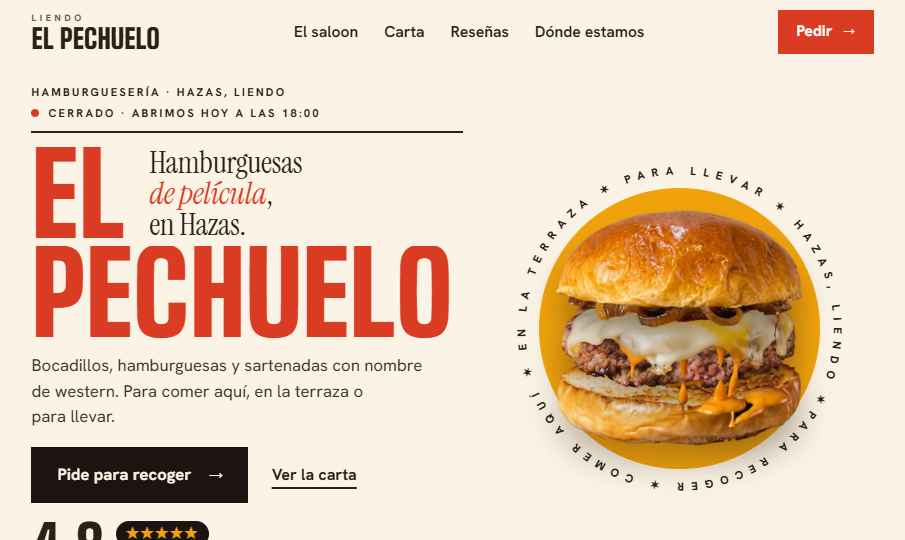 LIENDO
EL PECHUELO
El saloon
Carta
Reseñas
Dónde estamos
Pedir →
HAMBURGUESERÍA · HAZAS, LIENDO
CERRADO · ABRIMOS HOY A LAS 18:00
EL
Hamburguesas
de película,
en Hazas.
PECHUELO
Bocadillos, hamburguesas y sartenadas con nombre
de western. Para comer aquí, en la terraza o
para llevar.
Pide para recoger →
Ver la carta
COMER AQUÍ ✶ EN LA TERRAZA ✶ PARA LLEVAR ✶ HAZAS, LIENDO ✶ PARA RECOGER ✶